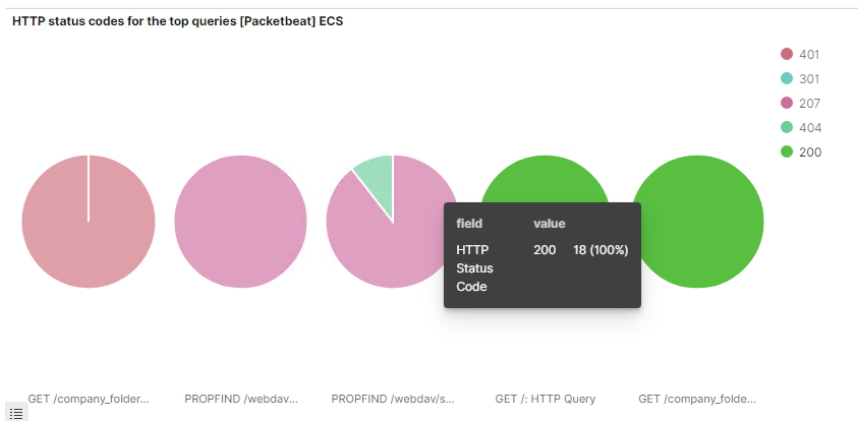 HTTP status codes for the top queries [Packetbeat] ECS
401
301
207
404
200
field value
HTTP Status Code 200 18 (100%)
GET /company_folder...
PROPFIND /webdav...
PROPFIND /webdav/s...
GET /: HTTP Query
GET /company_folde...